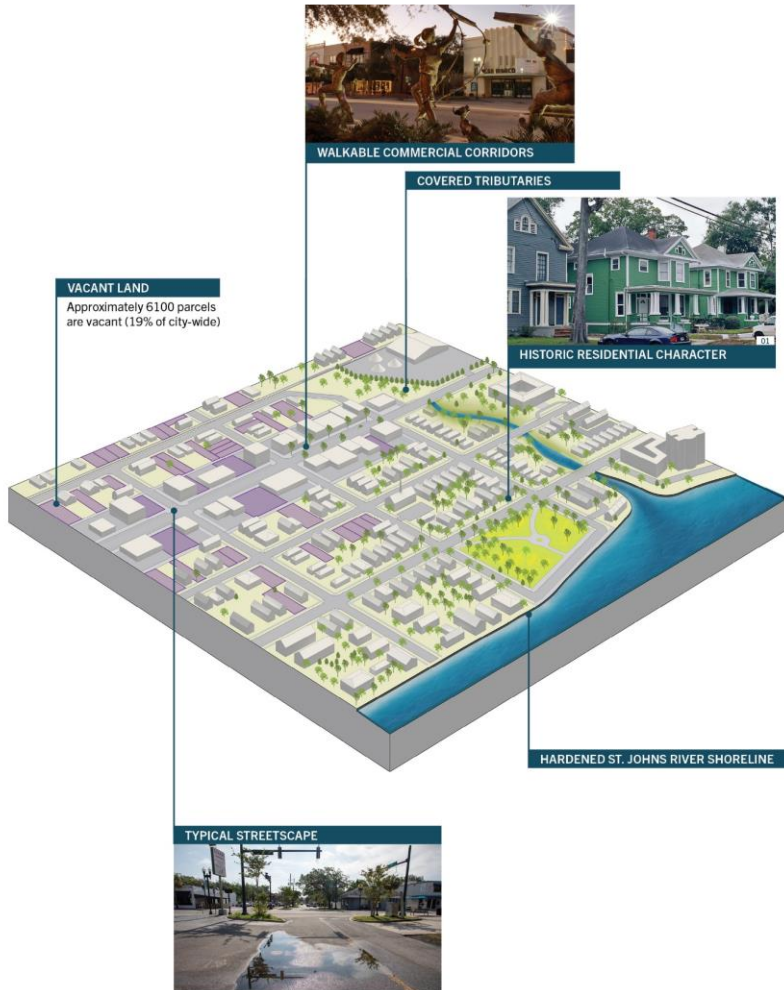 WALKABLE COMMERCIAL CORRIDORS
COVERED TRIBUTARIES
VACANT LAND
Approximately 6100 parcels
are vacant (19% of city-wide)
01
HISTORIC RESIDENTIAL CHARACTER
HARDENED ST. JOHNS RIVER SHORELINE
TYPICAL STREETSCAPE